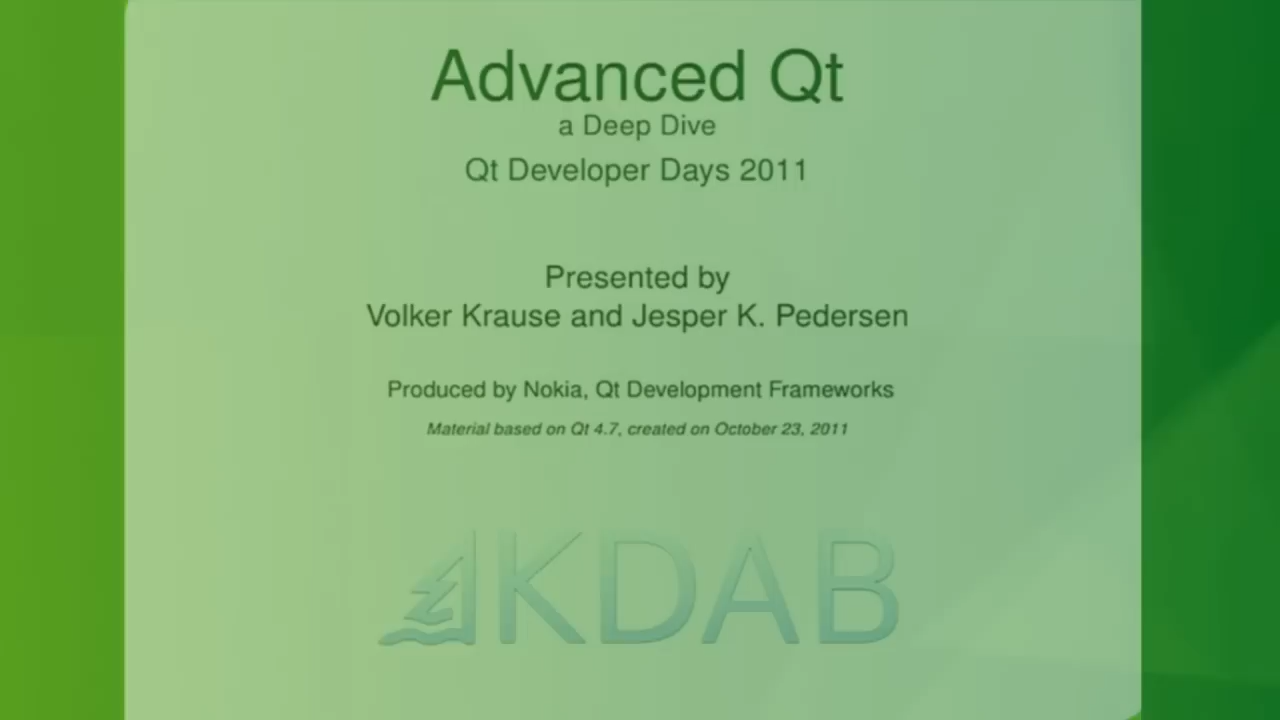 Advanced Qt
a Deep Dive
Qt Developer Days 2011
Presented by
Volker Krause and Jesper K. Pedersen
Produced by Nokia, Qt Development Frameworks
Material based on Qt 4.7, created on October 23, 2011
KDAB